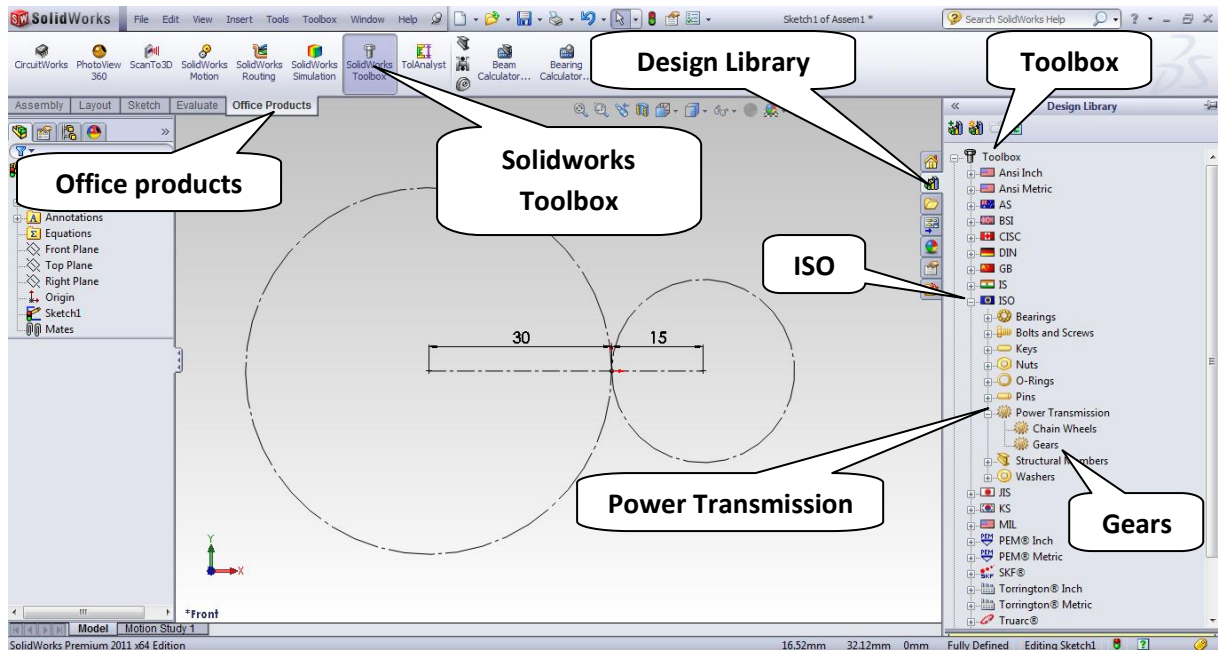 SolidWorks File Edit View Insert Tools Toolbox Window Help Sketch1 of Assem1 * Search SolidWorks Help
CircuitWorks
PhotoView 360
ScanTo3D
SolidWorks Motion
SolidWorks Routing
SolidWorks Simulation
SolidWorks Toolbox
TolAnalyst
Beam Calculator...
Bearing Calculator...
Design Library
Toolbox
Assembly Layout Sketch Evaluate Office Products
Design Library
Office products
Solidworks
Toolbox
Annotations
Equations
Front Plane
Top Plane
Right Plane
Origin
Sketch1
Mates
30
15
Y
X
*Front
ISO
Power Transmission
Gears
Toolbox
Ansi Inch
Ansi Metric
AS
BSI
CISC
DIN
GB
IS
ISO
Bearings
Bolts and Screws
Keys
Nuts
O-Rings
Pins
Power Transmission
Chain Wheels
Gears
Structural Members
Washers
JIS
KS
MIL
PEM® Inch
PEM® Metric
SKF®
Torrington® Inch
Torrington® Metric
Truarc®
Model Motion Study 1
SolidWorks Premium 2011 x64 Edition 16.52mm 32.12mm 0mm Fully Defined Editing Sketch1